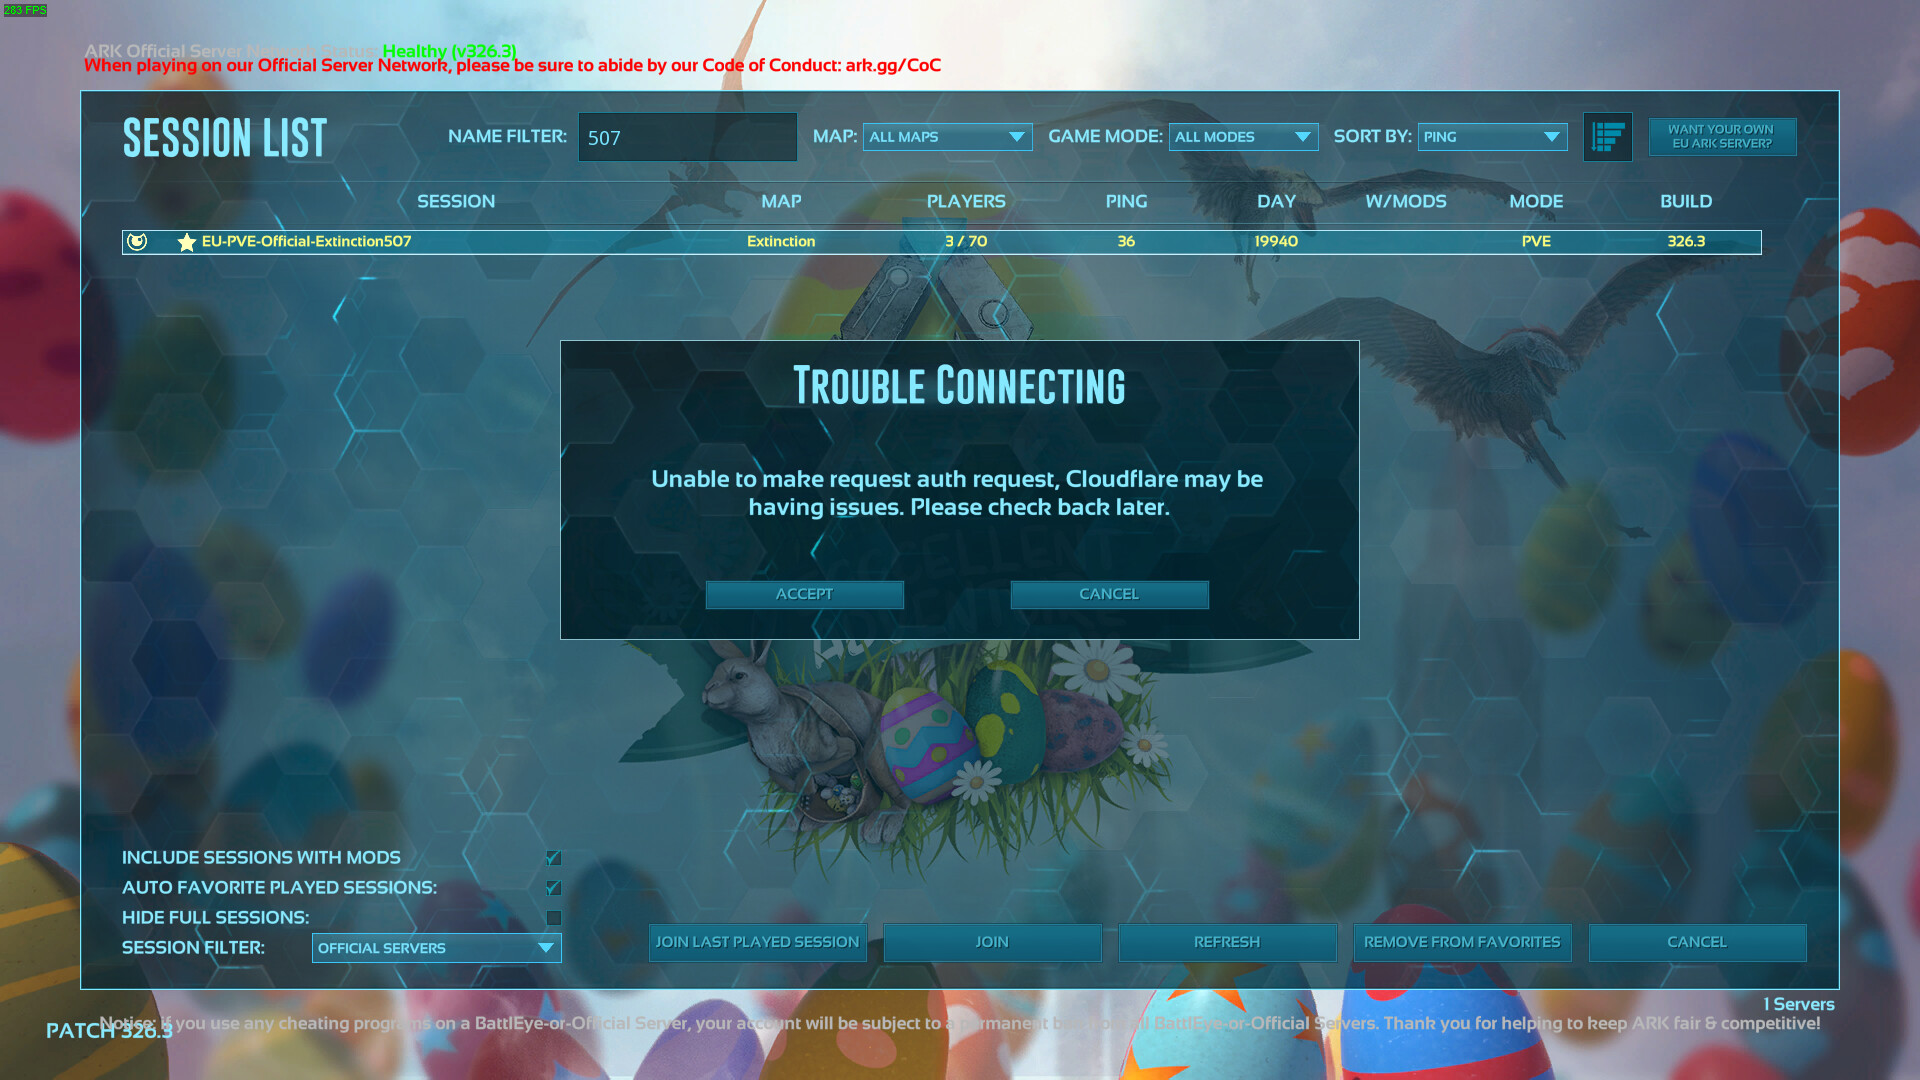 283 FPS
ARK Official Server Network Status: Healthy (v326.3)
When playing on our Official Server Network, please be sure to abide by our Code of Conduct: ark.gg/CoC
SESSION LIST
NAME FILTER: 507
MAP: ALL MAPS
GAME MODE: ALL MODES
SORT BY: PING
WANT YOUR OWN
EU ARK SERVER?
SESSION MAP PLAYERS PING DAY W/MODS MODE BUILD
EU-PVE-Official-Extinction507 Extinction 3 / 70 36 19940 PVE 326.3
TROUBLE CONNECTING
Unable to make request auth request, Cloudflare may be
having issues. Please check back later.
ACCEPT CANCEL
INCLUDE SESSIONS WITH MODS
AUTO FAVORITE PLAYED SESSIONS:
HIDE FULL SESSIONS:
SESSION FILTER: OFFICIAL SERVERS
JOIN LAST PLAYED SESSION JOIN REFRESH REMOVE FROM FAVORITES CANCEL
1 Servers
Notice: If you use any cheating programs on a BattlEye-or-Official Server, your account will be subject to a permanent ban from all BattlEye-or-Official Servers. Thank you for helping to keep ARK fair & competitive!
PATCH 326.3